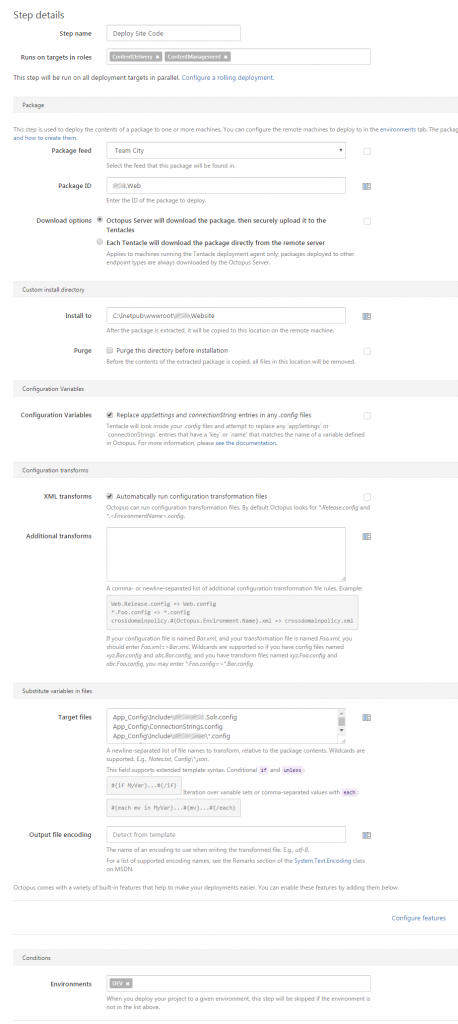 Step details
Step name
Deploy Site Code
Runs on targets in roles
ContentDelivery × ContentManagement ×
This step will be run on all deployment targets in parallel. Configure a rolling deployment.
Package
This step is used to deploy the contents of a package to one or more machines. You can configure the remote machines to deploy to in the environments tab. The packag
and how to create them.
Package feed
Team City
Select the feed that this package will be found in.
Package ID
.Web
Enter the ID of the package to deploy.
Download options
Octopus Server will download the package, then securely upload it to the
Tentacles
Each Tentacle will download the package directly from the remote server
Applies to machines running the Tentacle deployment agent only; packages deployed to other
endpoint types are always downloaded by the Octopus Server.
Custom install directory
Install to
C:\inetpub\wwwroot\ \Website
After the package is extracted, it will be copied to this location on the remote machine.
Purge
Purge this directory before installation
Before the contents of the extracted package is copied, all files in this location will be removed.
Configuration Variables
Configuration Variables
Replace appSettings and connectionString entries in any .config files
Tentacle will look inside your .config files and attempt to replace any `appSettings` or
`connectionStrings` entries that have a `key` or `name` that matches the name of a variable defined
in Octopus. For more information, please see the documentation.
Configuration transforms
XML transforms
Automatically run configuration transformation files
Octopus can run configuration transformation files. By default Octopus looks for *.Release.config and
*.<EnvironmentName>.config.
Additional transforms
A comma- or newline-separated list of additional configuration transformation file rules. Example:
Web.Release.config => Web.config
*.Foo.config => *.config
crossdomainpolicy.#{Octopus.Environment.Name}.xml => crossdomainpolicy.xml
If your configuration file is named Bar.xml, and your transformation file is named Foo.xml, you
should enter Foo.xml=>Bar.xml. Wildcards are supported so if you have config files named
xyz.Bar.config and abc.Bar.config, and you have transform files named xyz.Foo.config and
abc.Foo.config, you may enter *.Foo.config=>*.Bar.config.
Substitute variables in files
Target files
App_Config\Include\ .Solr.config
App_Config\ConnectionStrings.config
App_Config\Include\ \*.config
A newline-separated list of file names to transform, relative to the package contents. Wildcards are
supported. E.g., Notes.txt, Config\*.json.
This field supports extended template syntax. Conditional if and unless:
#{if MyVar}...#{/if}
Iteration over variable sets or comma-separated values with each:
#{each mv in MyVar}...#{mv}...#{/each}
Output file encoding
Detect from template
The name of an encoding to use when writing the transformed file. E.g., utf-8.
For a list of supported encoding names, see the Remarks section of the System.Text.Encoding class
on MSDN.
Octopus comes with a variety of built-in features that help to make your deployments easier. You can enable these features by adding them below.
Configure features
Conditions
Environments
DEV ×
When you deploy your project to a given environment, this step will be skipped if the environment is
not in the list above.